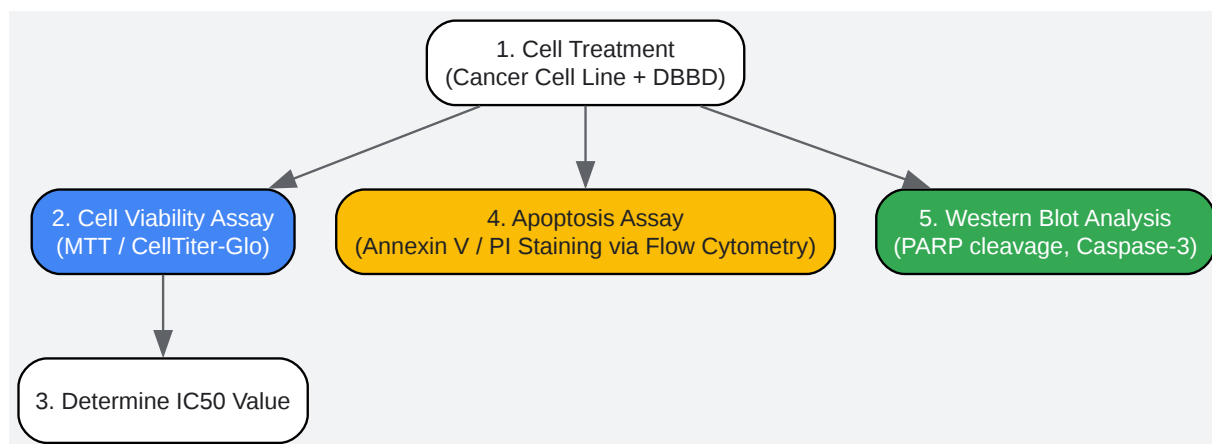 1. Cell Treatment
(Cancer Cell Line + DBBD)
2. Cell Viability Assay
(MTT / CellTiter-Glo)
4. Apoptosis Assay
(Annexin V / PI Staining via Flow Cytometry)
5. Western Blot Analysis
(PARP cleavage, Caspase-3)
3. Determine IC50 Value